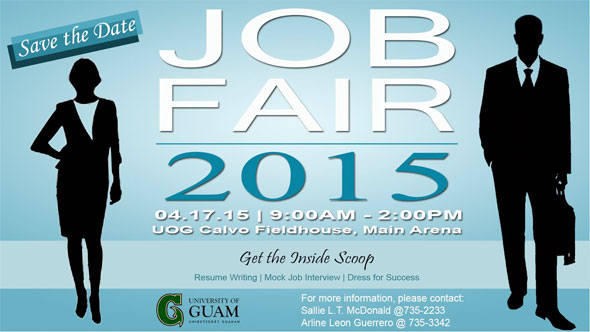 Save the Date
JOB
FAIR
2015
04.17.15 | 9:00AM - 2:00PM
UOG Calvo Fieldhouse, Main Arena
Get the Inside Scoop
Resume Writing | Mock Job Interview | Dress for Success
UNIVERSITY OF
GUAM
UNIBETSEDÅT GUAHAN
For more information, please contact:
Sallie L.T. McDonald @735-2233
Arline Leon Guerrero @ 735-3342